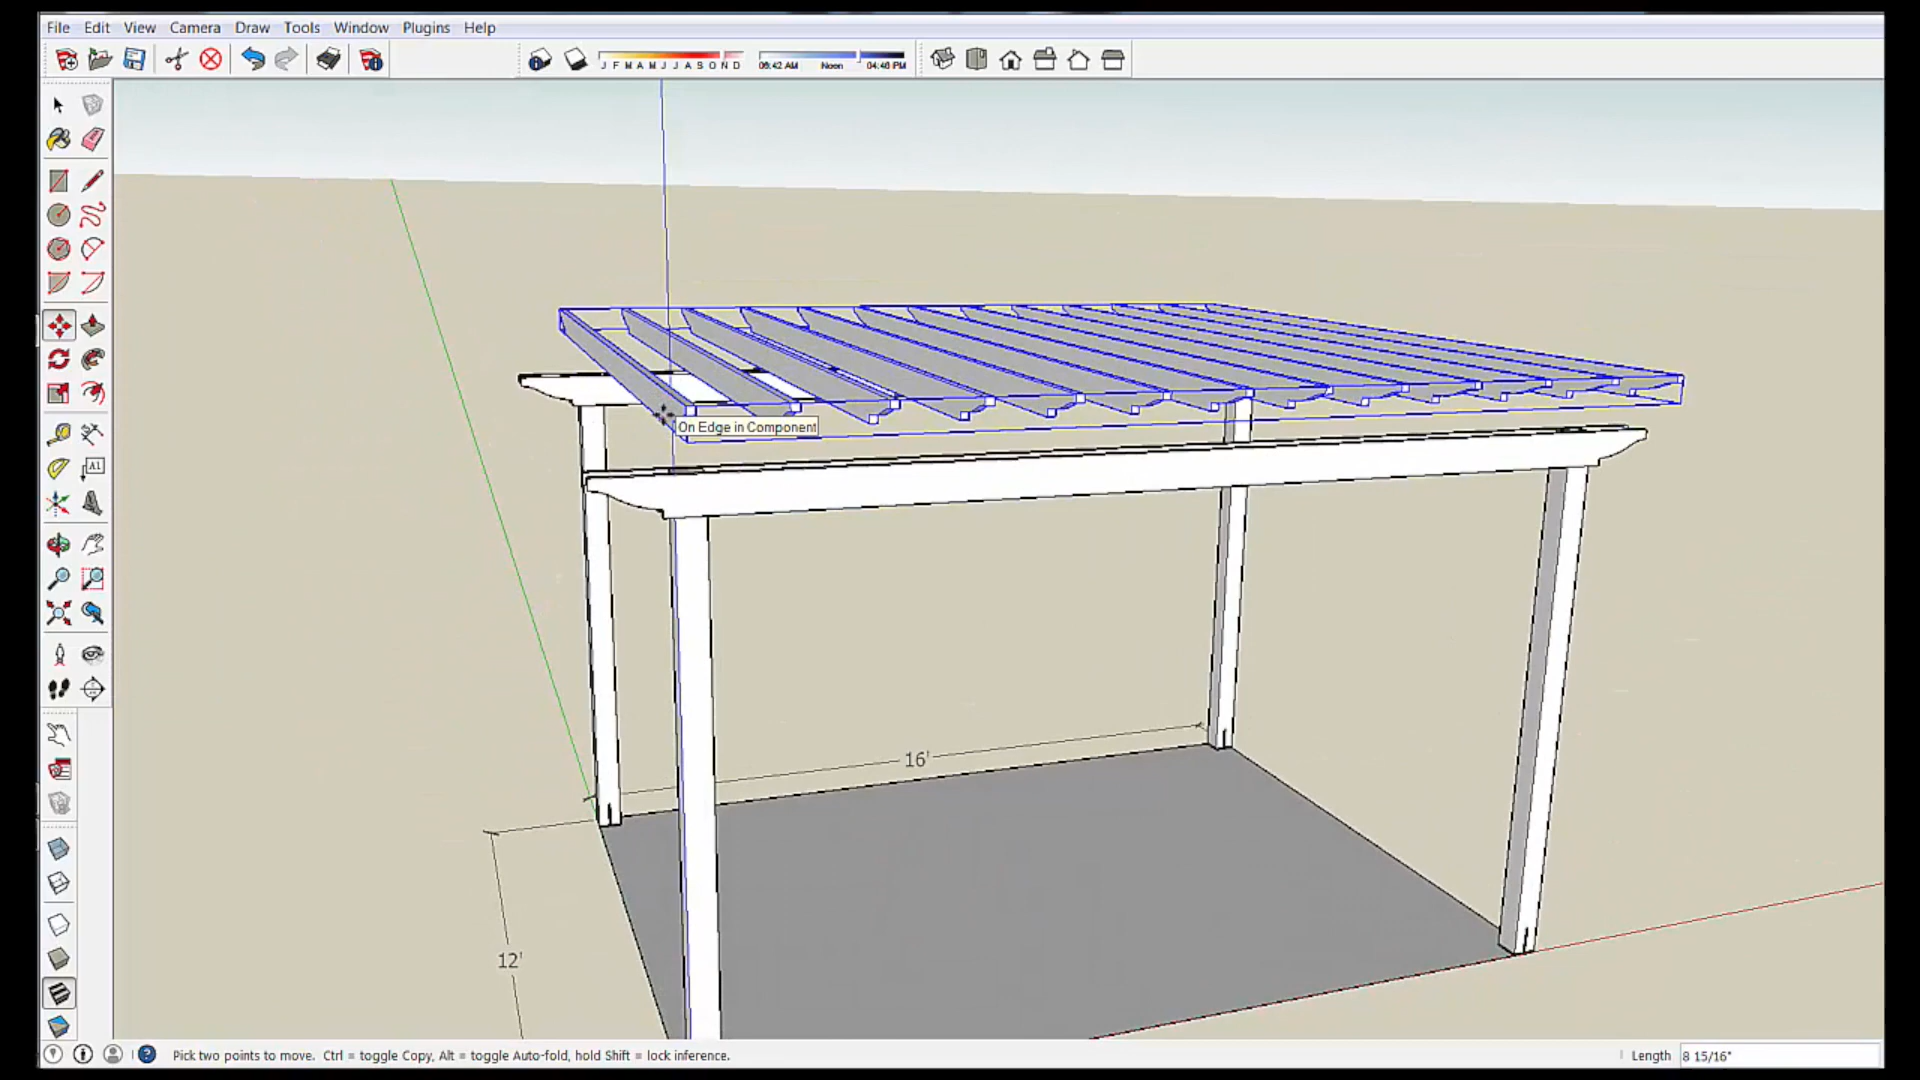 File Edit View Camera Draw Tools Window Plugins Help
J F M A M J J A S O N D 06:42 AM Noon 04:46 PM
A1
On Edge in Component
16'
12'
Pick two points to move. Ctrl = toggle Copy, Alt = toggle Auto-fold, hold Shift = lock inference. Length 8 15/16"